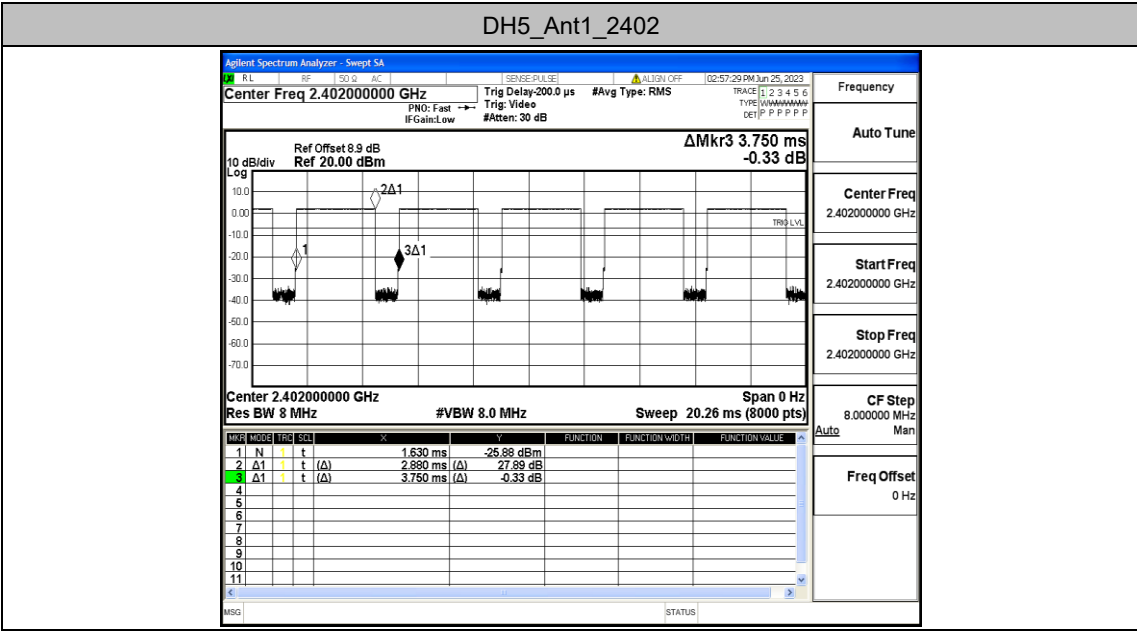 DH5_Ant1_2402
Agilent Spectrum Analyzer - Swept SA
LXI RL RF 50 Ω AC SENSE:PULSE ALIGN OFF 02:57:29 PM Jun 25, 2023
Center Freq 2.402000000 GHz
PNO: Fast
IFGain:Low
Trig Delay-200.0 µs
Trig: Video
#Atten: 30 dB
#Avg Type: RMS
TRACE 1 2 3 4 5 6
TYPE
DET P P P P P P
Ref Offset 8.9 dB
Ref 20.00 dBm
10 dB/div
Log
ΔMkr3 3.750 ms
-0.33 dB
10.0
0.00
-10.0
-20.0
-30.0
-40.0
-50.0
-60.0
-70.0
2Δ1
TRIG LVL
1
3Δ1
Center 2.402000000 GHz Span 0 Hz
Res BW 8 MHz #VBW 8.0 MHz Sweep 20.26 ms (8000 pts)
MKR MODE TRC SCL X Y FUNCTION FUNCTION WIDTH FUNCTION VALUE
1 N 1 t 1.630 ms -25.88 dBm
2 Δ1 1 t (Δ) 2.880 ms (Δ) 27.89 dB
3 Δ1 1 t (Δ) 3.750 ms (Δ) -0.33 dB
4
5
6
7
8
9
10
11
MSG STATUS
Frequency
Auto Tune
Center Freq
2.402000000 GHz
Start Freq
2.402000000 GHz
Stop Freq
2.402000000 GHz
CF Step
8.000000 MHz
Auto Man
Freq Offset
0 Hz